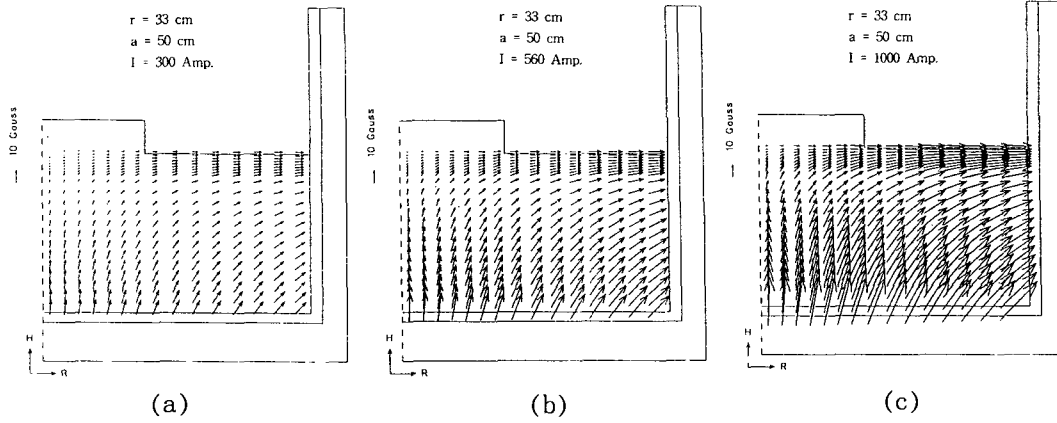 r = 33 cm
a = 50 cm
I = 300 Amp.
10 Gauss
H
R
(a)
r = 33 cm
a = 50 cm
I = 560 Amp.
10 Gauss
H
R
(b)
r = 33 cm
a = 50 cm
I = 1000 Amp.
10 Gauss
H
R
(c)